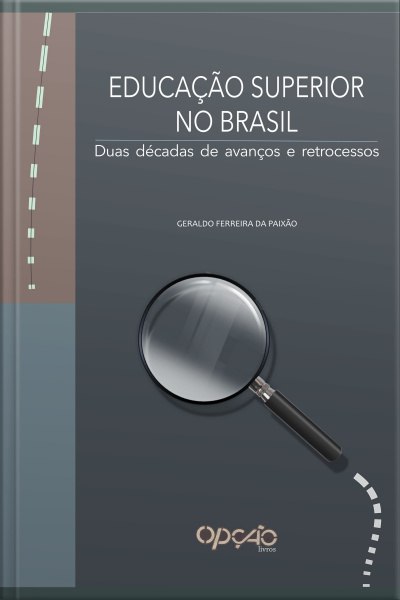 EDUCAÇÃO SUPERIOR
NO BRASIL
Duas décadas de avanços e retrocessos
GERALDO FERREIRA DA PAIXÃO
OPÇÃO
livros